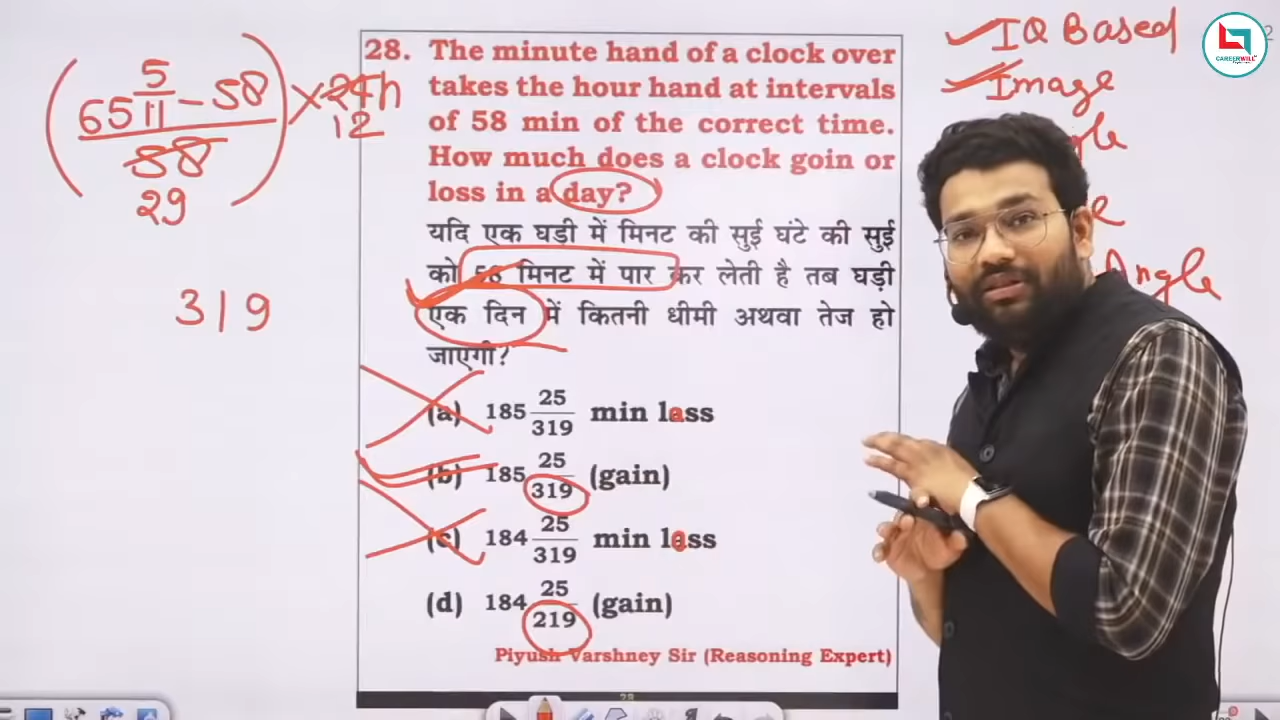 IQ Based
Image
Angle
CAREERWILL
65 5/11 - 58
58
29
× 24h
12
319
28. The minute hand of a clock over
takes the hour hand at intervals
of 58 min of the correct time.
How much does a clock goin or
loss in a day?
यदि एक घड़ी में मिनट की सुई घंटे की सुई
को 58 मिनट में पार कर लेती है तब घड़ी
एक दिन में कितनी धीमी अथवा तेज हो
जाएगी?
(a) 185 25/319 min lass
(b) 185 25/319 (gain)
(c) 184 25/319 min lass
(d) 184 25/219 (gain)
Piyush Varshney Sir (Reasoning Expert)
28